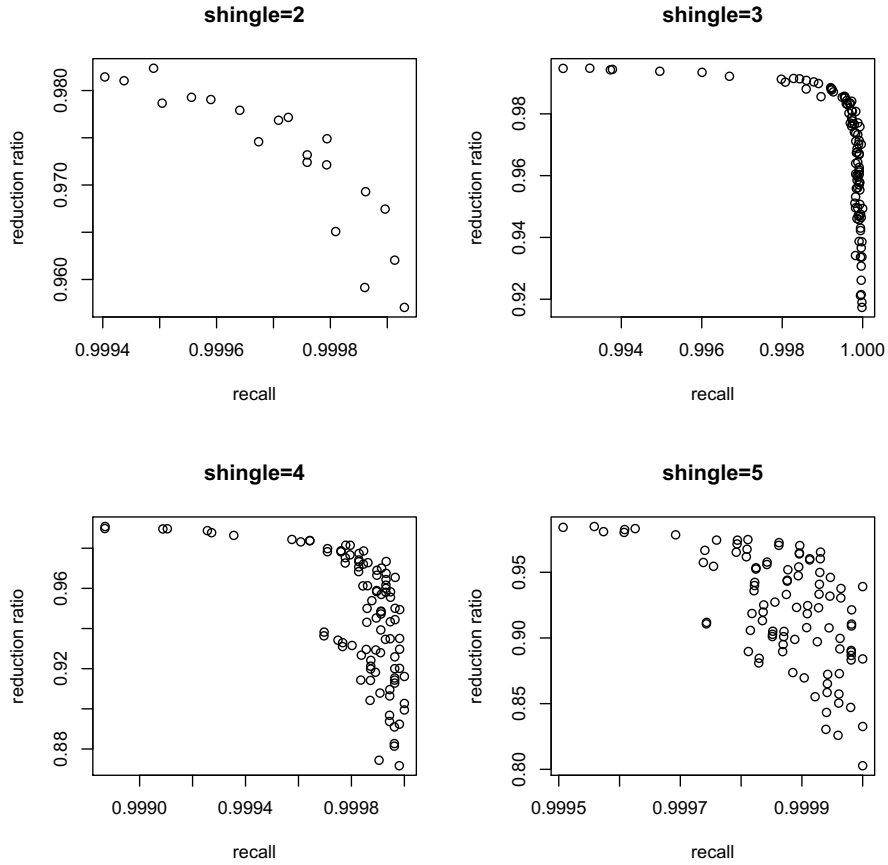 shingle=2
reduction ratio
0.980
0.970
0.960
0.9994
0.9996
0.9998
recall
shingle=3
reduction ratio
0.98
0.96
0.94
0.92
0.994
0.996
0.998
1.000
recall
shingle=4
reduction ratio
0.96
0.92
0.88
0.9990
0.9994
0.9998
recall
shingle=5
reduction ratio
0.95
0.90
0.85
0.80
0.9995
0.9997
0.9999
recall